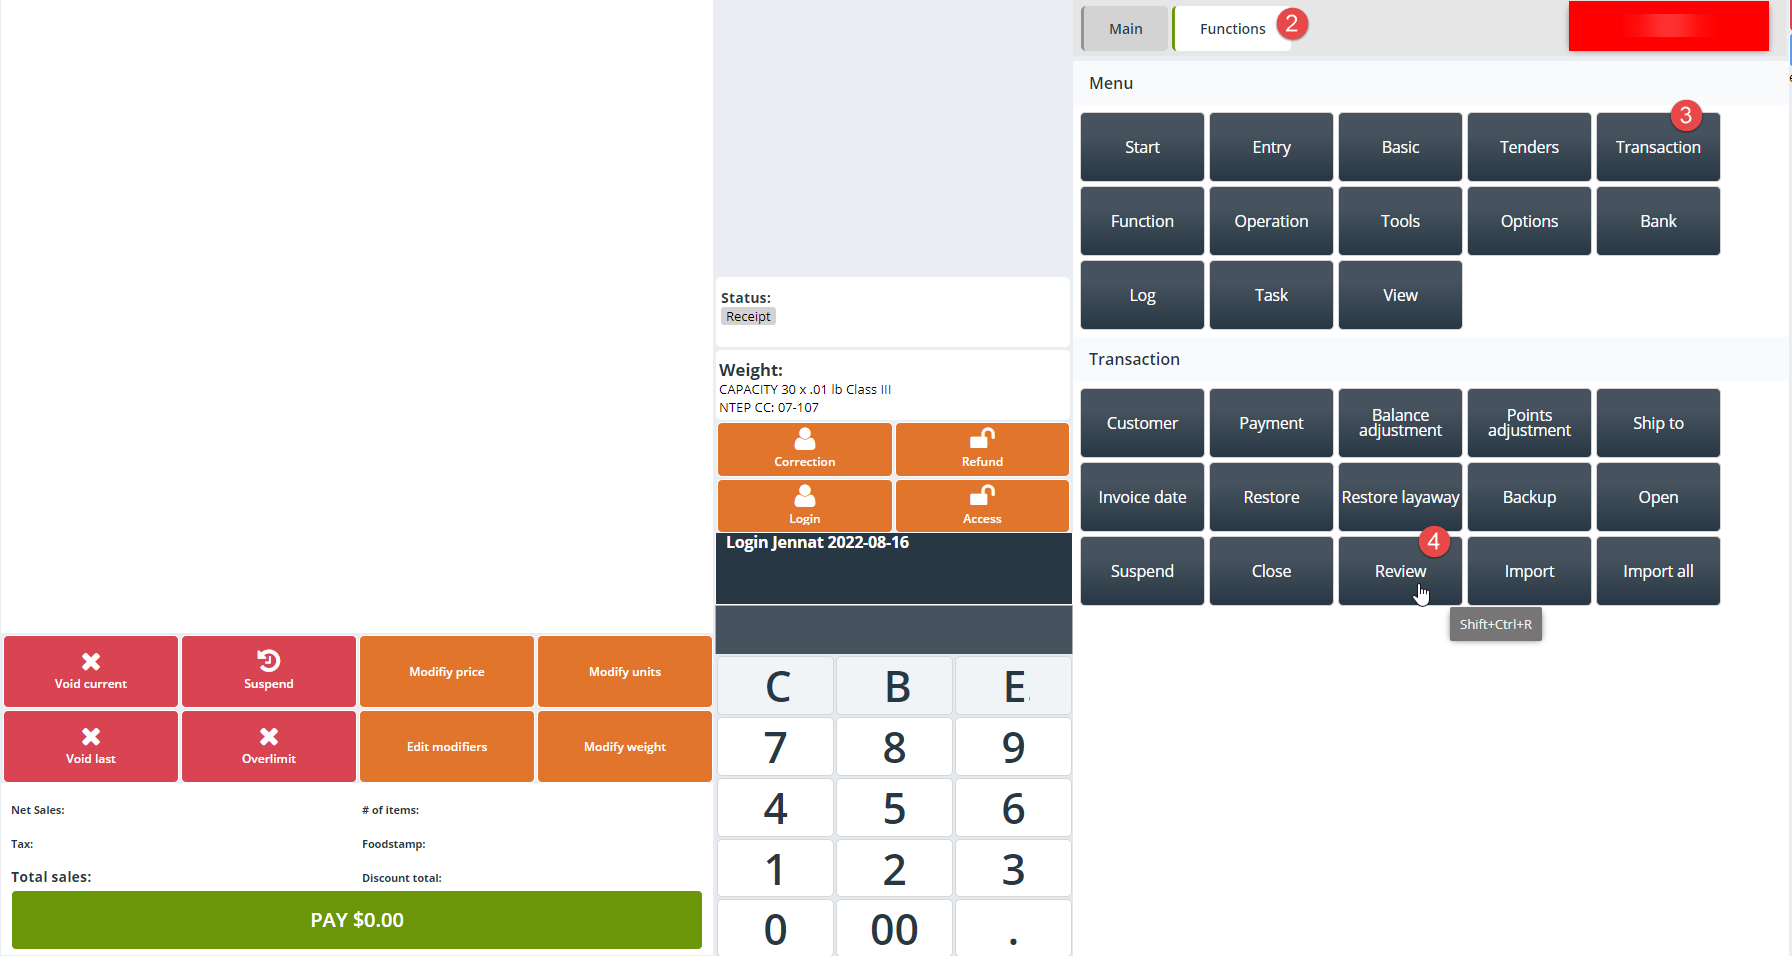 Main
Functions
2
Menu
3
Start
Entry
Basic
Tenders
Transaction
Function
Operation
Tools
Options
Bank
Log
Task
View
Transaction
Customer
Payment
Balance
adjustment
Points
adjustment
Ship to
Invoice date
Restore
Restore layaway
Backup
Open
4
Suspend
Close
Review
Import
Import all
Shift+Ctrl+R
Status:
Receipt
Weight:
CAPACITY 30 x .01 lb Class III
NTEP CC: 07-107
Correction
Refund
Login
Access
Login Jennat 2022-08-16
C
B
E
7
8
9
4
5
6
1
2
3
0
00
.
Void current
Suspend
Modifiy price
Modify units
Void last
Overlimit
Edit modifiers
Modify weight
Net Sales:
# of items:
Tax:
Foodstamp:
Total sales:
Discount total:
PAY $0.00